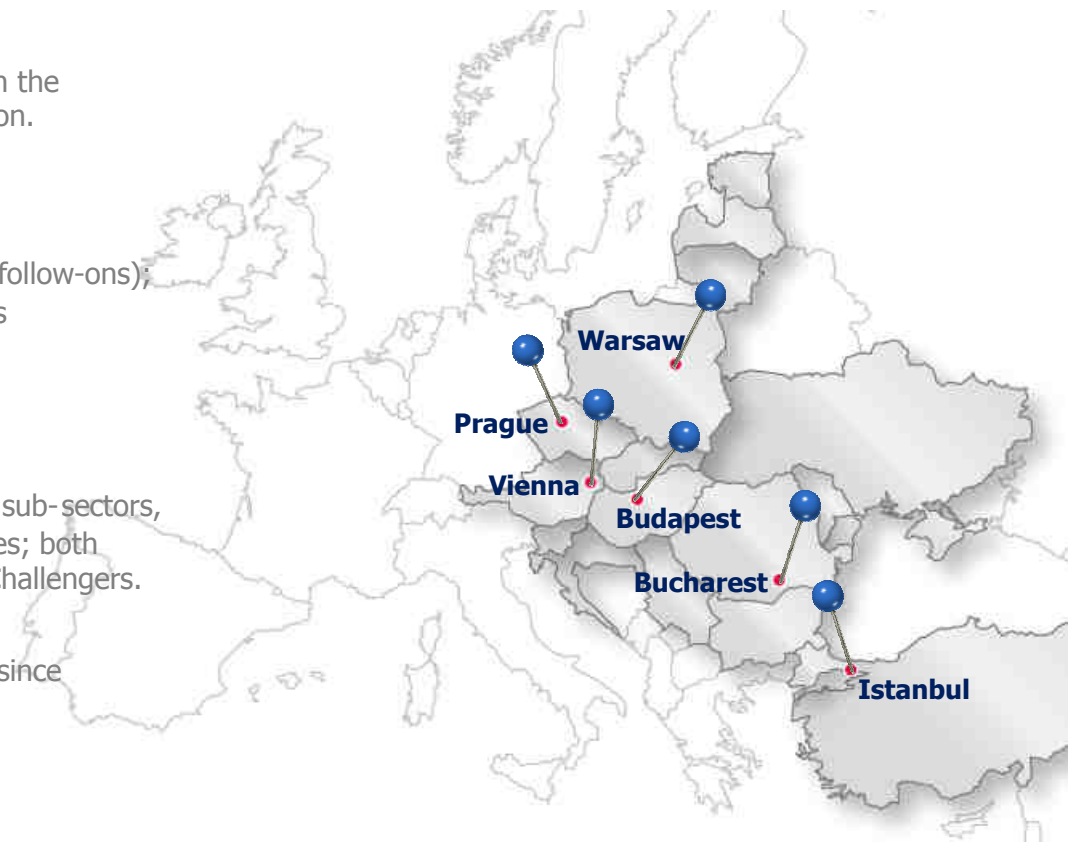 the
on.
follow-ons);
s
sub-sectors,
es; both
Challengers.
since
Warsaw
Prague
Vienna
Budapest
Bucharest
Istanbul